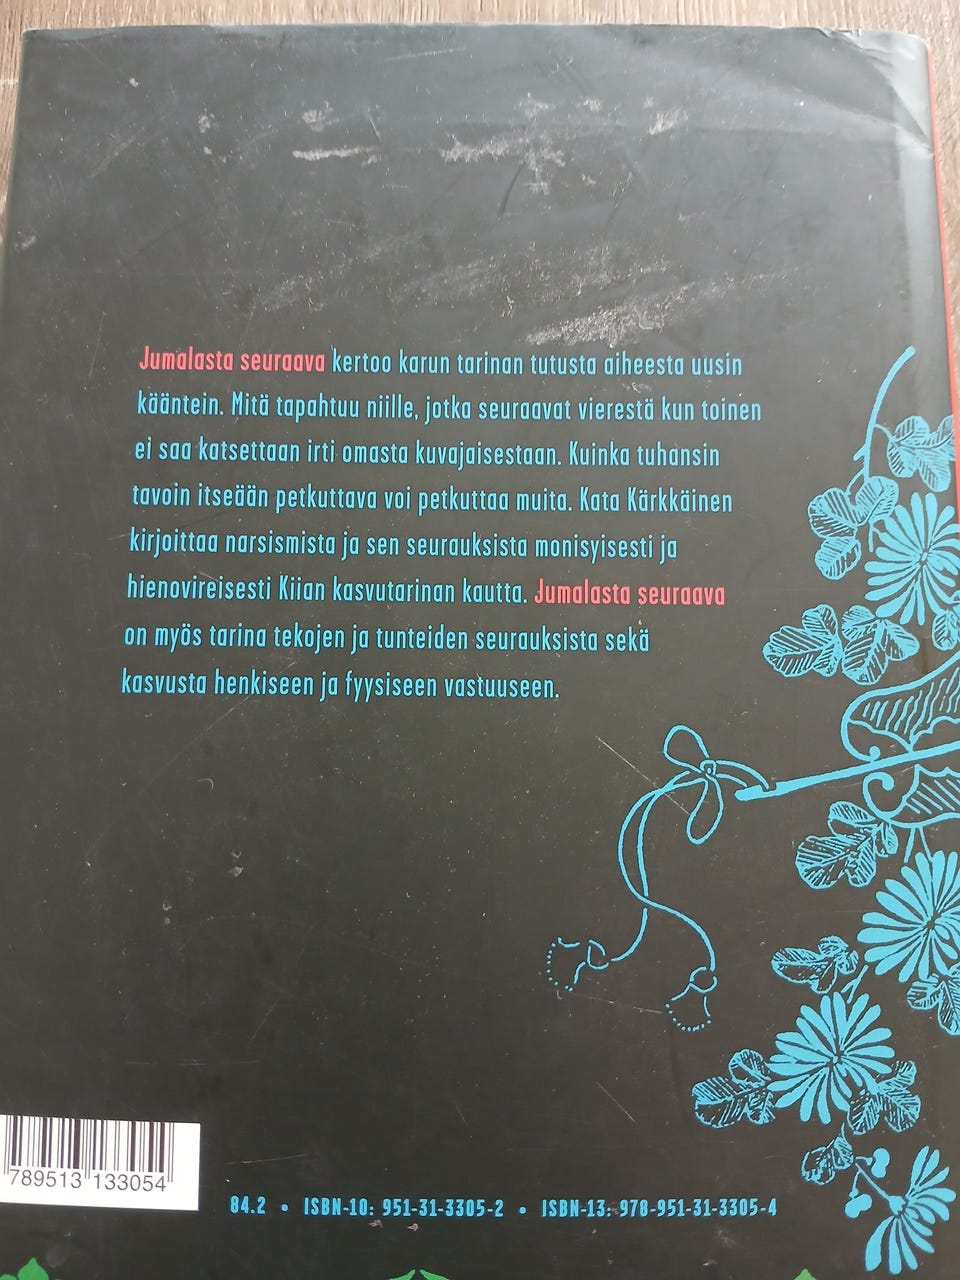 Jumalasta seuraava kertoo karun tarinan tutusta aiheesta uusin
kääntein. Mitä tapahtuu niille, jotka seuraavat vierestä kun toinen
ei saa katsettaan irti omasta kuvajaisestaan. Kuinka tuhansin
tavoin itseään petkuttava voi petkuttaa muita. Kata Kärkkäinen
kirjoittaa narsismista ja sen seurauksista monisyisesti ja
hienovireisesti Kiian kasvutarinan kautta. Jumalasta seuraava
on myös tarina tekojen ja tunteiden seurauksista sekä
kasvusta henkiseen ja fyysiseen vastuuseen.
789513 133054
84.2 • ISBN-10: 951-31-3305-2 • ISBN-13: 978-951-31-3305-4